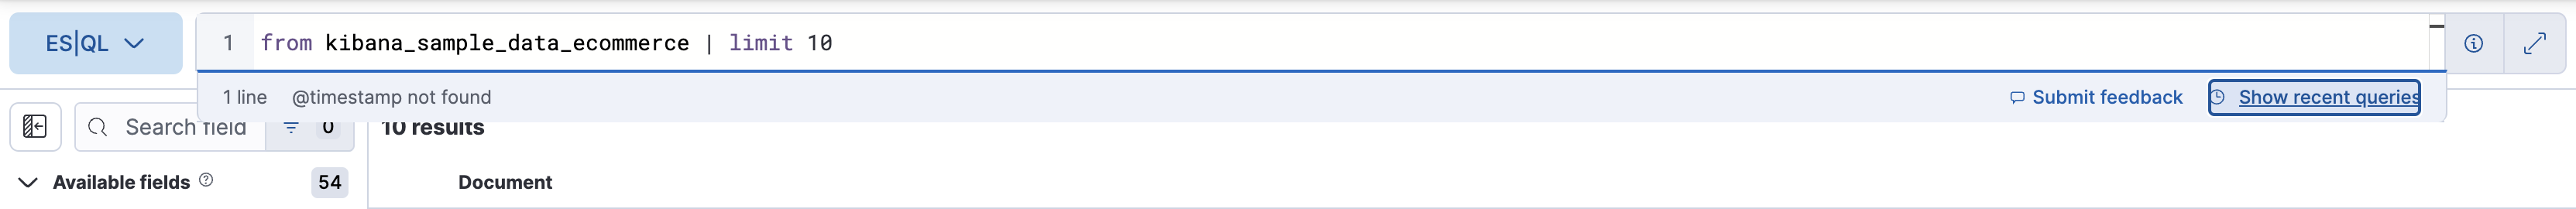 ES|QL
1 from kibana_sample_data_ecommerce | limit 10
1 line @timestamp not found Submit feedback Show recent queries
Search field 0 10 results
Available fields 54 Document